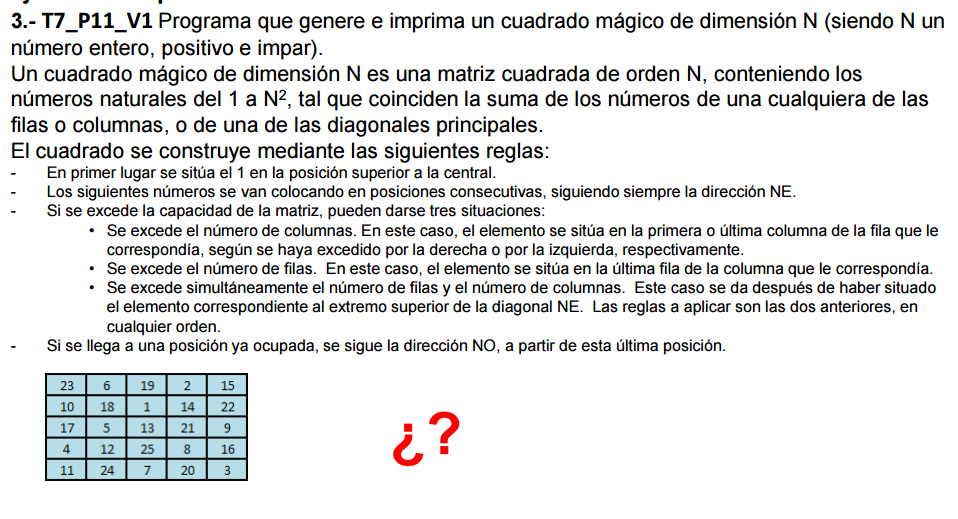 3.- T7_P11_V1 Programa que genere e imprima un cuadrado mágico de dimensión N (siendo N un
número entero, positivo e impar).
Un cuadrado mágico de dimensión N es una matriz cuadrada de orden N, conteniendo los
números naturales del 1 a N², tal que coinciden la suma de los números de una cualquiera de las
filas o columnas, o de una de las diagonales principales.
El cuadrado se construye mediante las siguientes reglas:
- En primer lugar se sitúa el 1 en la posición superior a la central.
- Los siguientes números se van colocando en posiciones consecutivas, siguiendo siempre la dirección NE.
- Si se excede la capacidad de la matriz, pueden darse tres situaciones:
• Se excede el número de columnas. En este caso, el elemento se sitúa en la primera o última columna de la fila que le
correspondía, según se haya excedido por la derecha o por la izquierda, respectivamente.
• Se excede el número de filas. En este caso, el elemento se sitúa en la última fila de la columna que le correspondía.
• Se excede simultáneamente el número de filas y el número de columnas. Este caso se da después de haber situado
el elemento correspondiente al extremo superior de la diagonal NE. Las reglas a aplicar son las dos anteriores, en
cualquier orden.
- Si se llega a una posición ya ocupada, se sigue la dirección NO, a partir de esta última posición.
23 6 19 2 15
10 18 1 14 22
17 5 13 21 9
4 12 25 8 16
11 24 7 20 3
¿?